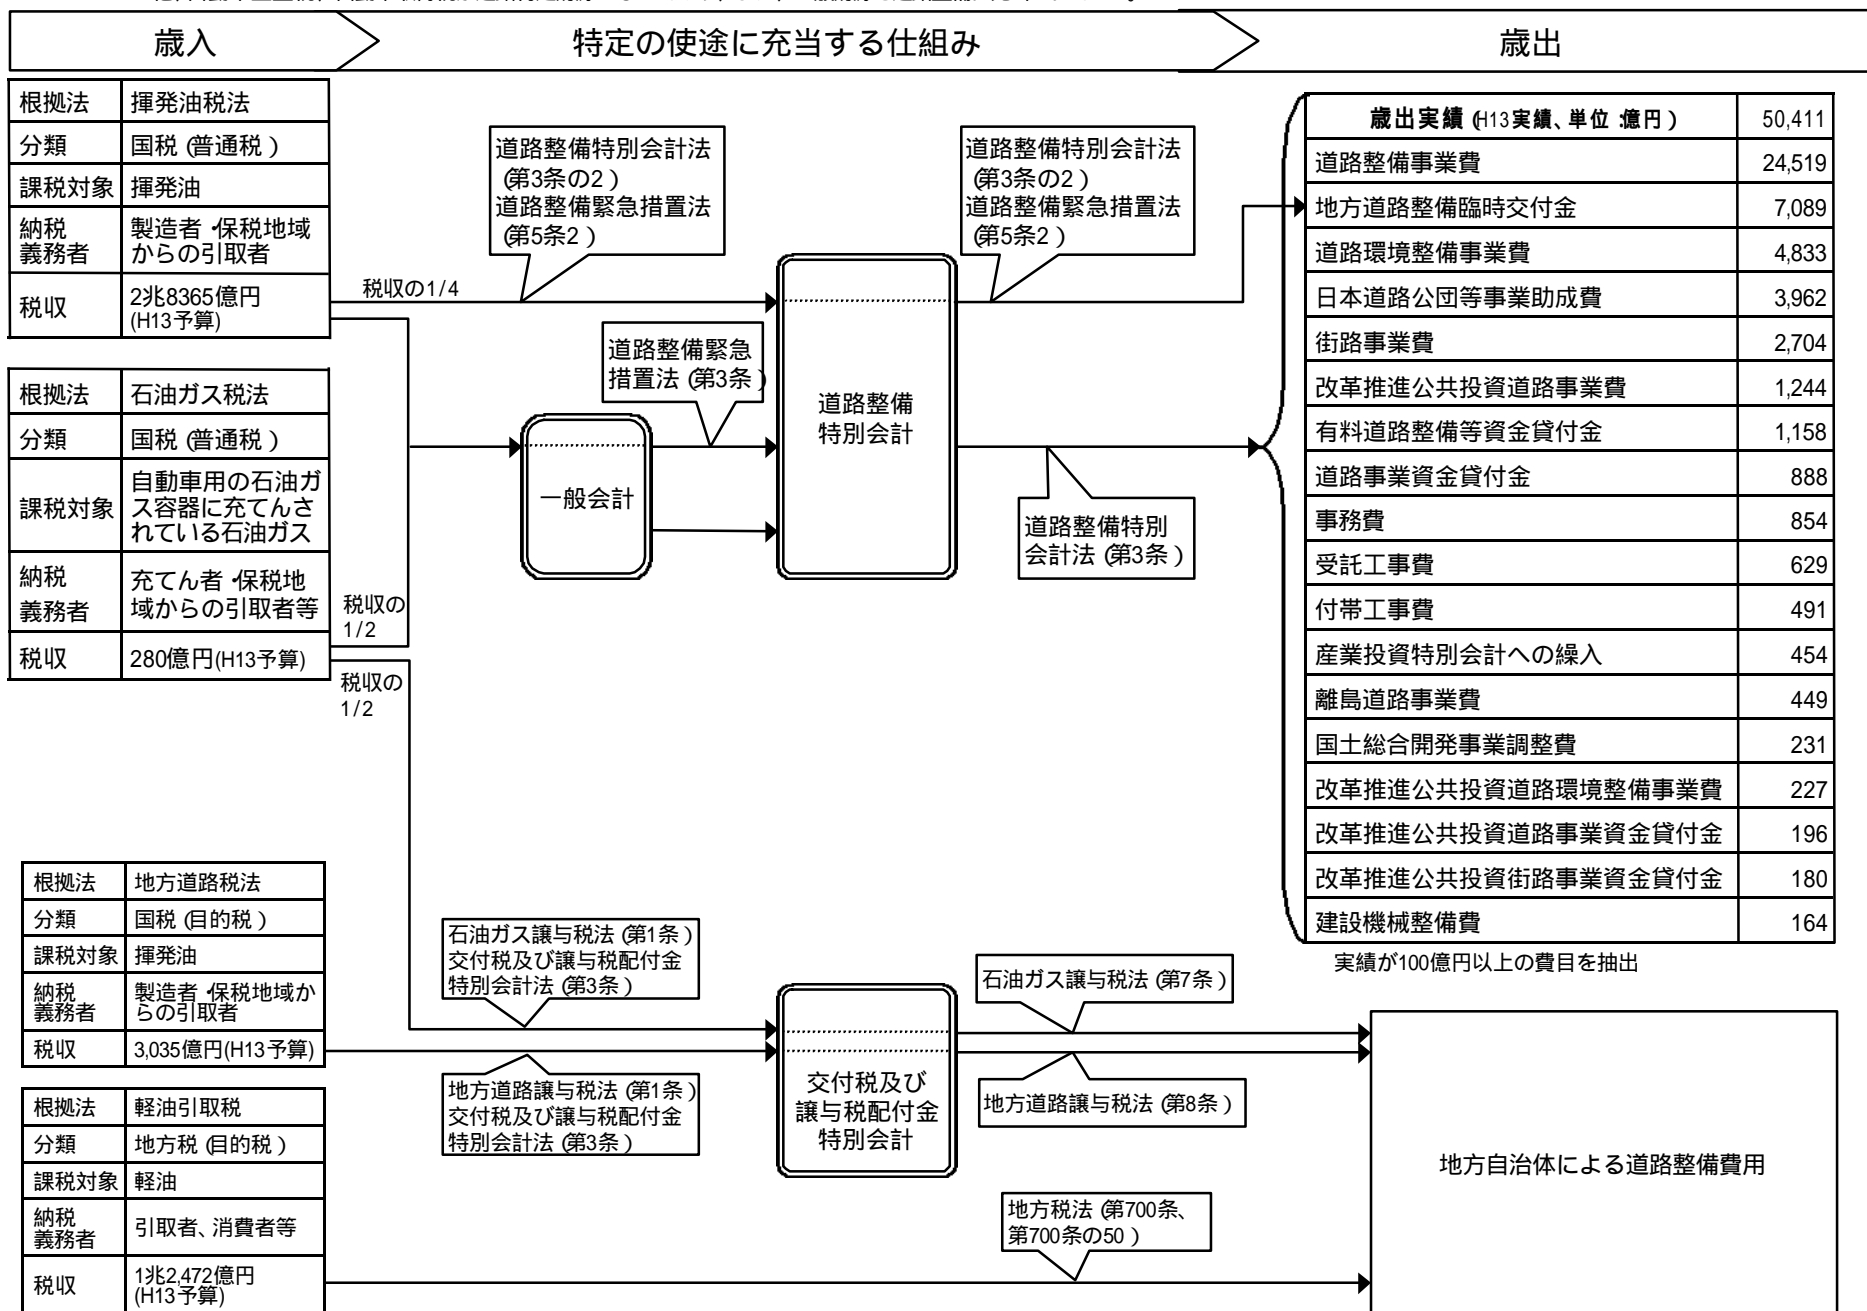 歳入
特定の使途に充当する仕組み
歳出
根拠法 揮発油税法
分類 国税(普通税)
課税対象 揮発油
納税
義務者
製造者・保税地域
からの引取者
税収
2兆8365億円
(H13予算)
根拠法 石油ガス税法
分類 国税(普通税)
課税対象
自動車用の石油ガ
ス容器に充てんさ
れている石油ガス
納税
義務者
充てん者・保税地
域からの引取者等
税収 280億円(H13予算)
根拠法 地方道路税法
分類 国税(目的税)
課税対象 揮発油
納税
義務者
製造者・保税地域か
らの引取者
税収 3,035億円(H13予算)
根拠法 軽油引取税
分類 地方税(目的税)
課税対象 軽油
納税
義務者
引取者、消費者等
税収
1兆2,472億円
(H13予算)
税収の1/4
税収の
1/2
税収の
1/2
道路整備特別会計法
(第3条の2)
道路整備緊急措置法
(第5条2)
道路整備緊急
措置法(第3条)
一般会計
道路整備
特別会計
道路整備特別会計法
(第3条の2)
道路整備緊急措置法
(第5条2)
道路整備特別
会計法(第3条)
石油ガス譲与税法(第1条)
交付税及び譲与税配付金
特別会計法(第3条)
地方道路譲与税法(第1条)
交付税及び譲与税配付金
特別会計法(第3条)
交付税及び
譲与税配付金
特別会計
石油ガス譲与税法(第7条)
地方道路譲与税法(第8条)
地方税法(第700条、
第700条の50)
歳出実績(H13実績、単位:億円) 50,411
道路整備事業費 24,519
地方道路整備臨時交付金 7,089
道路環境整備事業費 4,833
日本道路公団等事業助成費 3,962
街路事業費 2,704
改革推進公共投資道路事業費 1,244
有料道路整備等資金貸付金 1,158
道路事業資金貸付金 888
事務費 854
受託工事費 629
付帯工事費 491
産業投資特別会計への繰入 454
離島道路事業費 449
国土総合開発事業調整費 231
改革推進公共投資道路環境整備事業費 227
改革推進公共投資道路事業資金貸付金 196
改革推進公共投資街路事業資金貸付金 180
建設機械整備費 164
実績が100億円以上の費目を抽出
地方自治体による道路整備費用